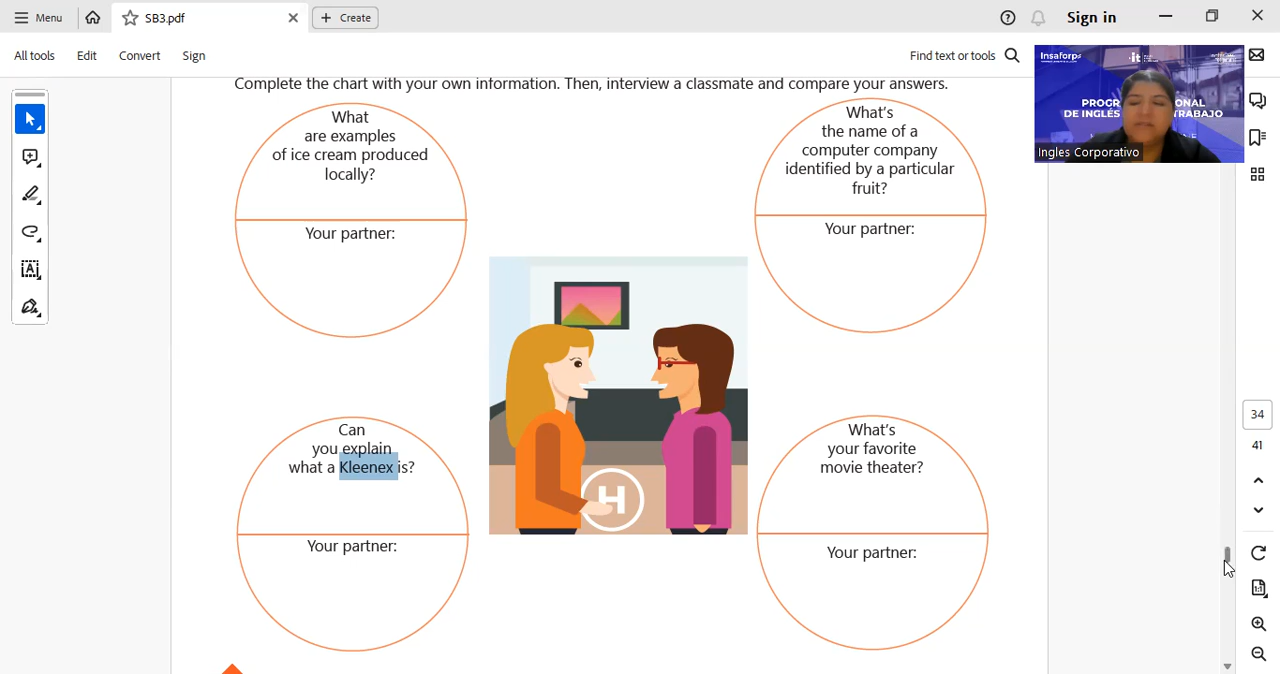 Menu
SB3.pdf
Create
Sign in
All tools
Edit
Convert
Sign
Find text or tools
Complete the chart with your own information. Then, interview a classmate and compare your answers.
What
are examples
of ice cream produced
locally?
Your partner:
What's
the name of a
computer company
identified by a particular
fruit?
Your partner:
Insaforp
it
PROGR ONAL
DE INGLÉS TRABAJO
Ingles Corporativo
Can
you explain
what a Kleenex is?
Your partner:
H
What's
your favorite
movie theater?
Your partner:
34
41